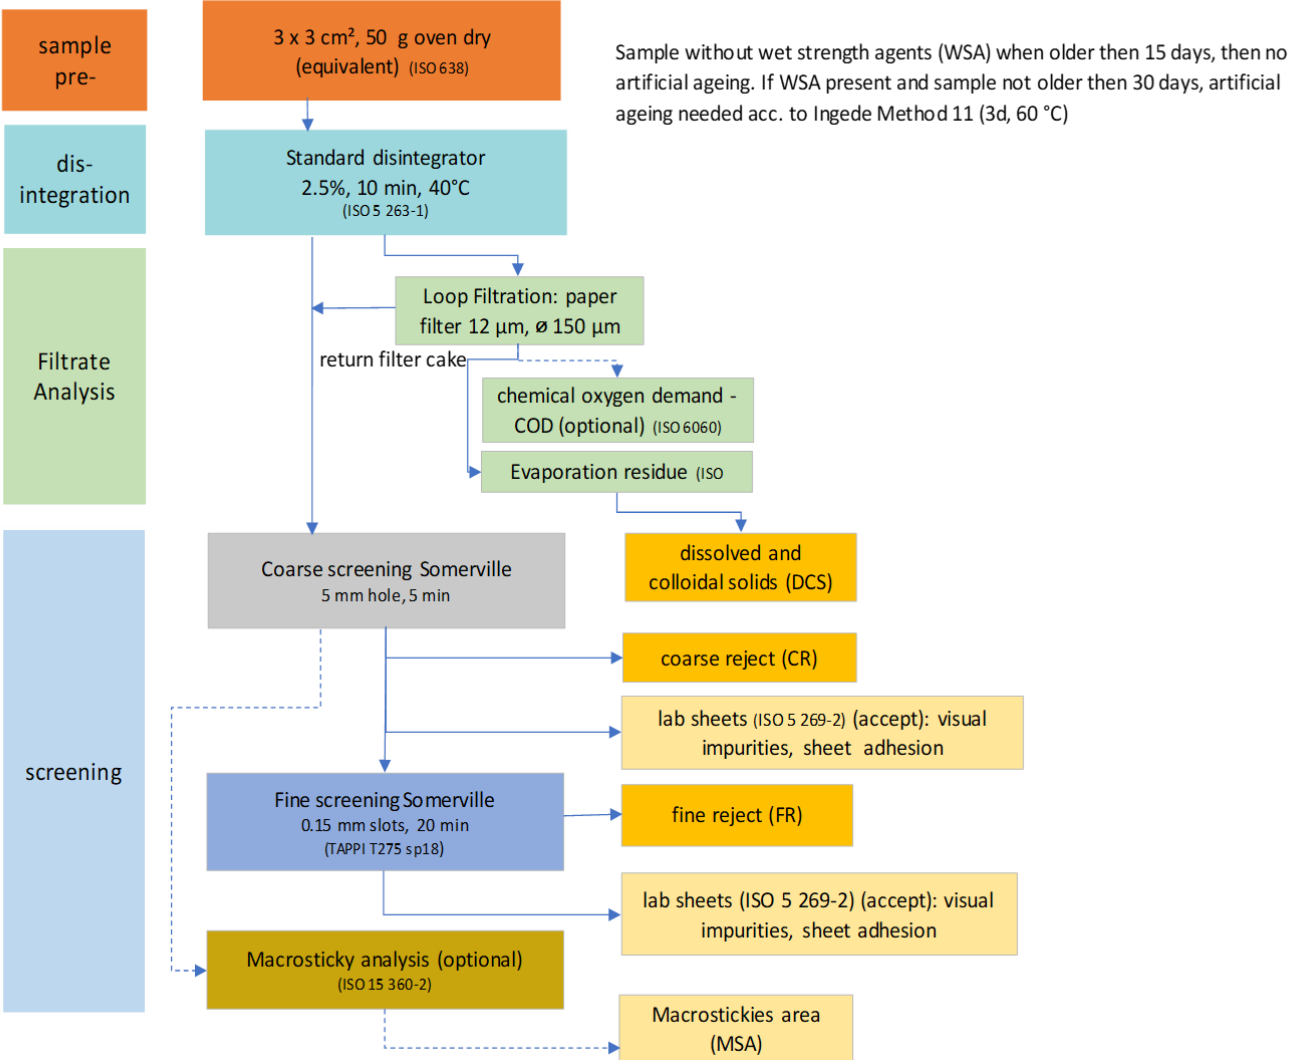 sample
pre-
3 x 3 cm², 50 g oven dry
(equivalent) (ISO 638)
Sample without wet strength agents (WSA) when older then 15 days, then no
artificial ageing. If WSA present and sample not older then 30 days, artificial
ageing needed acc. to Ingede Method 11 (3d, 60 °C)
dis-
integration
Standard disintegrator
2.5%, 10 min, 40°C
(ISO 5 263-1)
Filtrate
Analysis
Loop Filtration: paper
filter 12 µm, ø 150 µm
return filter cake
chemical oxygen demand -
COD (optional) (ISO 6060)
Evaporation residue (ISO
screening
Coarse screening Somerville
5 mm hole, 5 min
dissolved and
colloidal solids (DCS)
coarse reject (CR)
lab sheets (ISO 5 269-2) (accept): visual
impurities, sheet adhesion
Fine screening Somerville
0.15 mm slots, 20 min
(TAPPI T275 sp18)
fine reject (FR)
lab sheets (ISO 5 269-2) (accept): visual
impurities, sheet adhesion
Macrosticky analysis (optional)
(ISO 15 360-2)
Macrostickies area
(MSA)